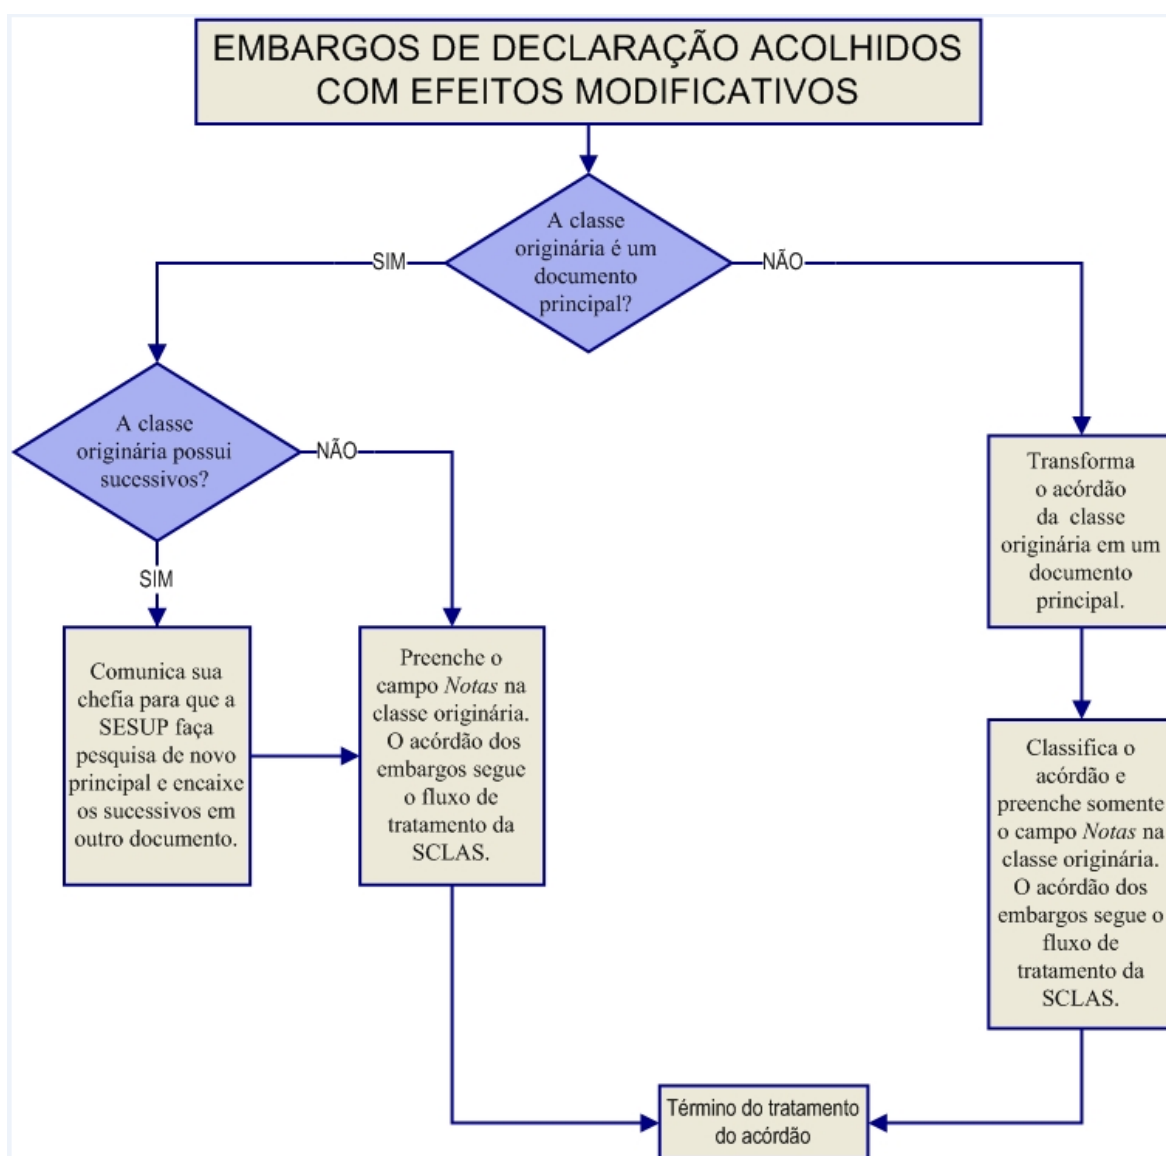 EMBARGOS DE DECLARAÇÃO ACOLHIDOS
COM EFEITOS MODIFICATIVOS
A classe
originária é um
documento
principal?
SIM
NÃO
A classe
originária possui
sucessivos?
NÃO
SIM
Transforma
o acórdão
da classe
originária em um
documento
principal.
Comunica sua
chefia para que a
SESUP faça
pesquisa de novo
principal e encaixe
os sucessivos em
outro documento.
Preenche o
campo Notas na
classe originária.
O acórdão dos
embargos segue
o fluxo de
tratamento da
SCLAS.
Classifica o
acórdão e
preenche somente
o campo Notas na
classe originária.
O acórdão dos
embargos segue o
fluxo de
tratamento da
SCLAS.
Término do tratamento
do acórdão